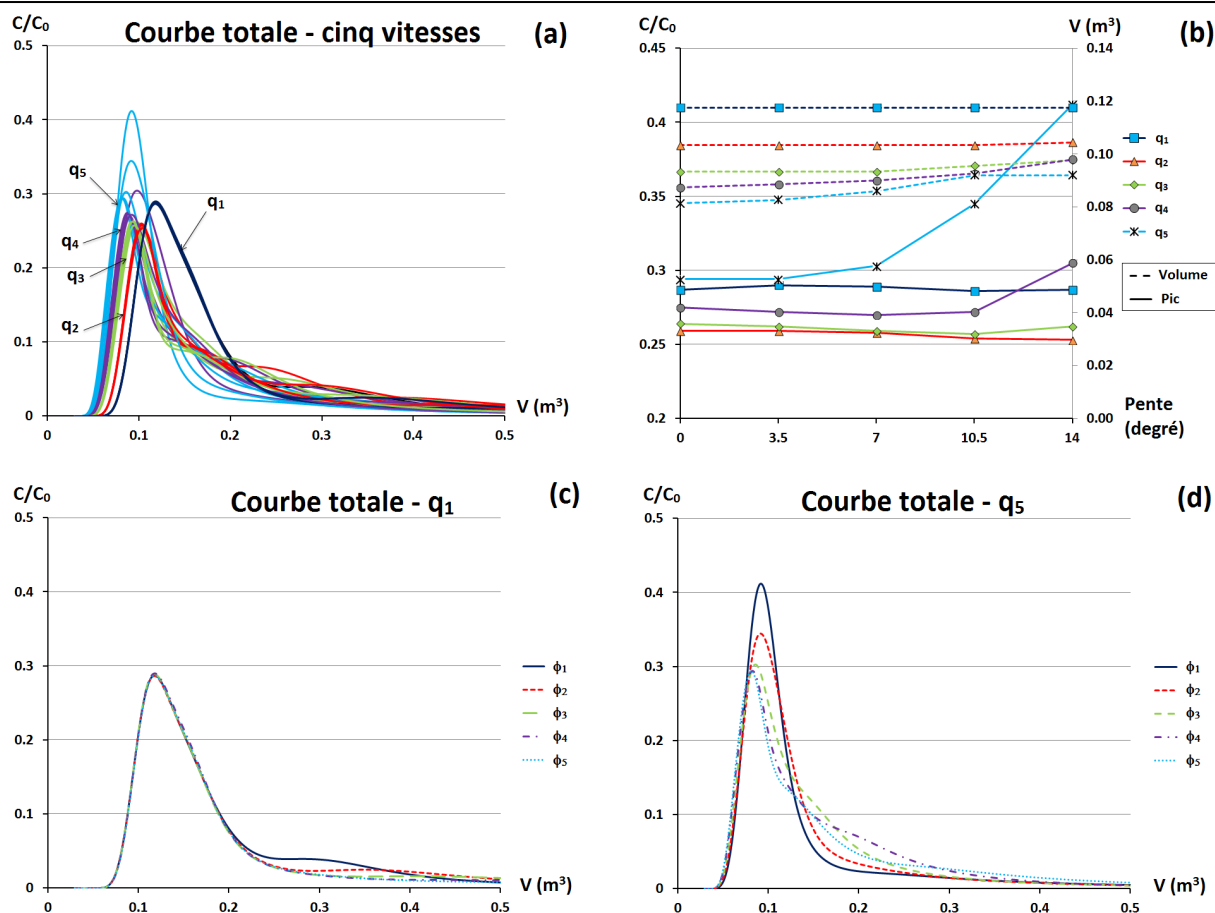 C/C₀
Courbe totale - cinq vitesses
(a)
0.5
0.4
0.3
0.2
0.1
0
q₅
q₄
q₃
q₂
q₁
0
0.1
0.2
0.3
0.4
0.5
V (m³)
C/C₀
V (m³)
(b)
0.45
0.4
0.35
0.3
0.25
0.2
0.14
0.12
0.10
0.08
0.06
0.04
0.02
0.00
0
3.5
7
10.5
14
Pente
(degré)
q₁
q₂
q₃
q₄
q₅
Volume
Pic
C/C₀
Courbe totale - q₁
(c)
0.5
0.4
0.3
0.2
0.1
0
ϕ₁
ϕ₂
ϕ₃
ϕ₄
ϕ₅
0
0.1
0.2
0.3
0.4
0.5
V (m³)
C/C₀
Courbe totale - q₅
(d)
0.5
0.4
0.3
0.2
0.1
0
ϕ₁
ϕ₂
ϕ₃
ϕ₄
ϕ₅
0
0.1
0.2
0.3
0.4
0.5
V (m³)